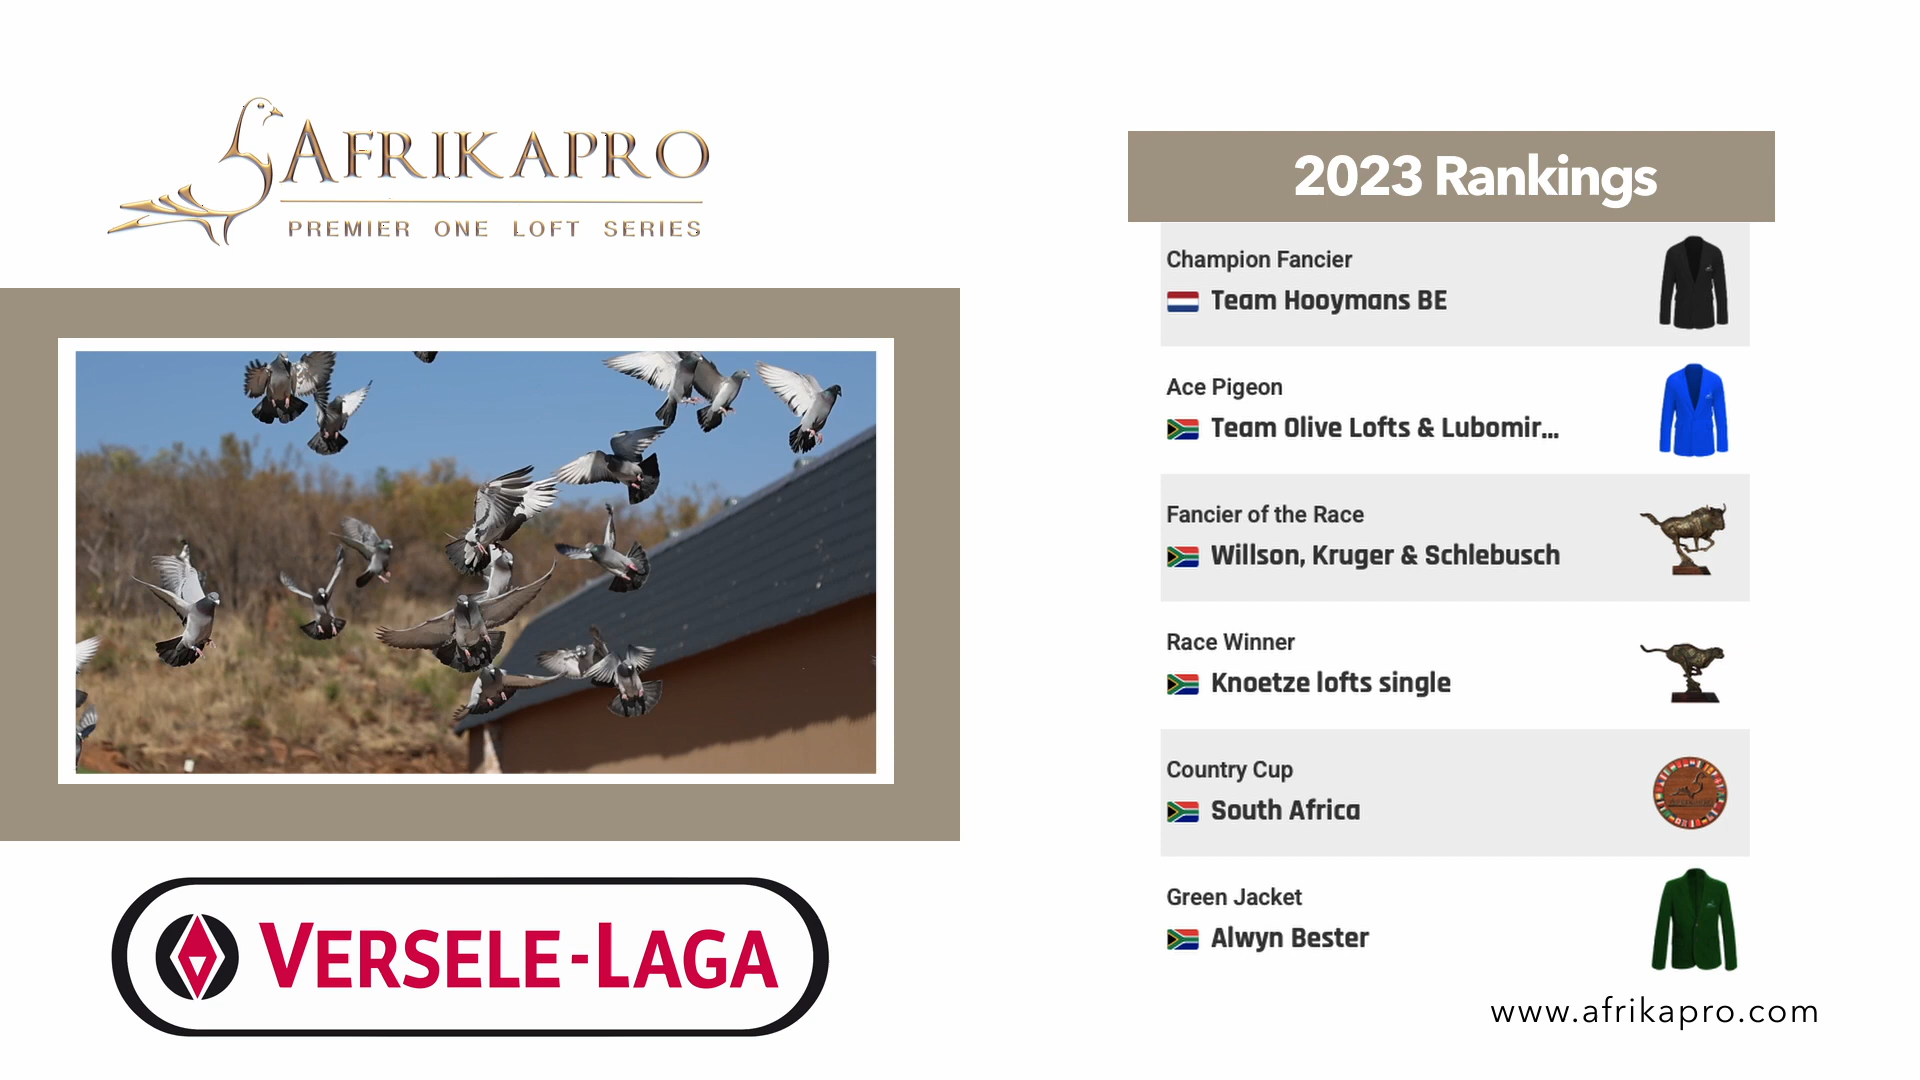 AFRIKAPRO
PREMIER ONE LOFT SERIES
VERSELE-LAGA
2023 Rankings
Champion Fancier
Team Hooymans BE
Ace Pigeon
Team Olive Lofts & Lubomir...
Fancier of the Race
Willson, Kruger & Schlebusch
Race Winner
Knoetze lofts single
Country Cup
South Africa
Green Jacket
Alwyn Bester
www.afrikapro.com